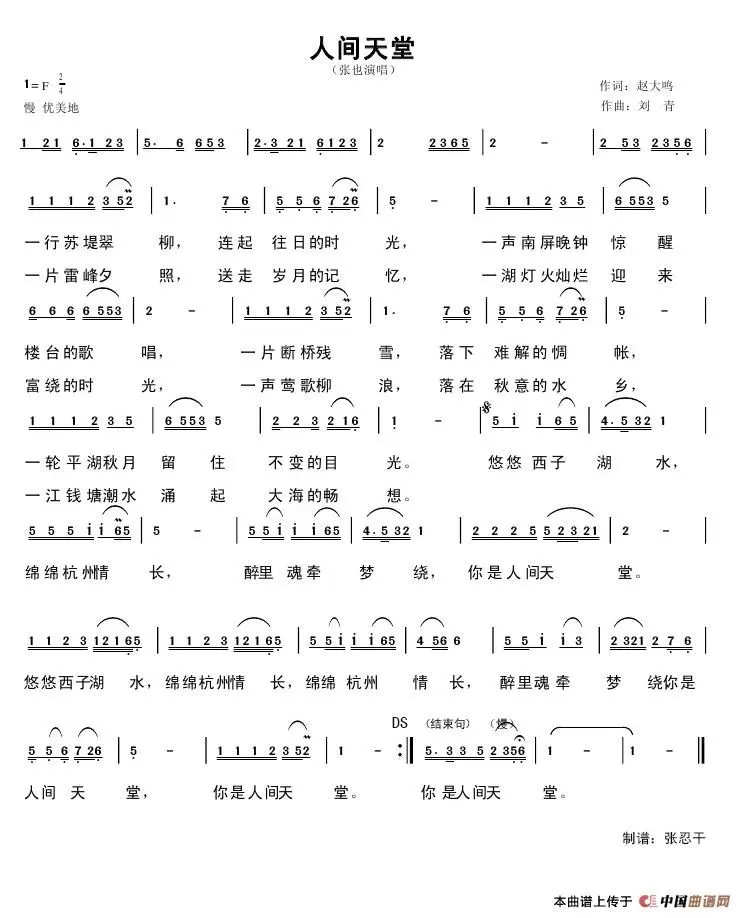 人间天堂
（张也演唱）
1=F 2/4
作词：赵大鸣
慢 优美地
作曲：刘 青
1 21 6·1 23 | 5· 6 653 | 2·3 21 6123 | 2 2365 | 2 - | 2 53 2356 |
1 1 1 2 3 52 | 1· 7 6 | 5 5 6 7 26 | 5 - | 1 1 1 2 3 5 | 6 553 5 |
一行苏堤翠 柳， 连起 往日的时 光， 一声南屏晚钟 惊 醒
一片雷峰夕 照， 送走 岁月的记 忆， 一湖灯火灿烂 迎 来
6 6 6 6 553 | 2 - | 1 1 1 2 3 52 | 1· 7 6 | 5 5 6 7 26 | 5 - |
楼台的歌 唱， 一片断桥残 雪， 落下 难解的惆 帐，
富绕的时 光， 一声莺歌柳 浪， 落在 秋意的水 乡，
1 1 1 2 3 5 | 6 553 5 | 2 2 3 2 16 | 1 - | 5 i i 65 | 4·532 1 |
一轮平湖秋月 留 住 不变的目 光。 悠悠 西子 湖 水，
一江钱塘潮水 涌 起 大海的畅 想。
5 5 5 i i 65 | 5 - | 5 5 i i 65 | 4·532 1 | 2 2 2 5 5 2321 | 2 - |
绵绵杭州情 长， 醉里 魂牵 梦 绕， 你是人间天 堂。
1 1 2 3 12165 | 1 1 2 3 12165 | 5 5 i i 65 | 4 56 6 | 5 5 i i 3 | 2 321 2 7 6 |
悠悠西子湖 水，绵绵杭州情 长，绵绵 杭州 情 长，醉里魂牵 梦 绕你是
DS （结束句） （慢）
5 5 6 7 26 | 5 - | 1 1 1 2 3 52 | 1 - :| 5·3 3 5 2 356 | 1 - | 1 - ||
人间 天 堂， 你是人间天 堂。 你 是人间天 堂。
制谱：张忍干
本曲谱上传于 中国曲谱网